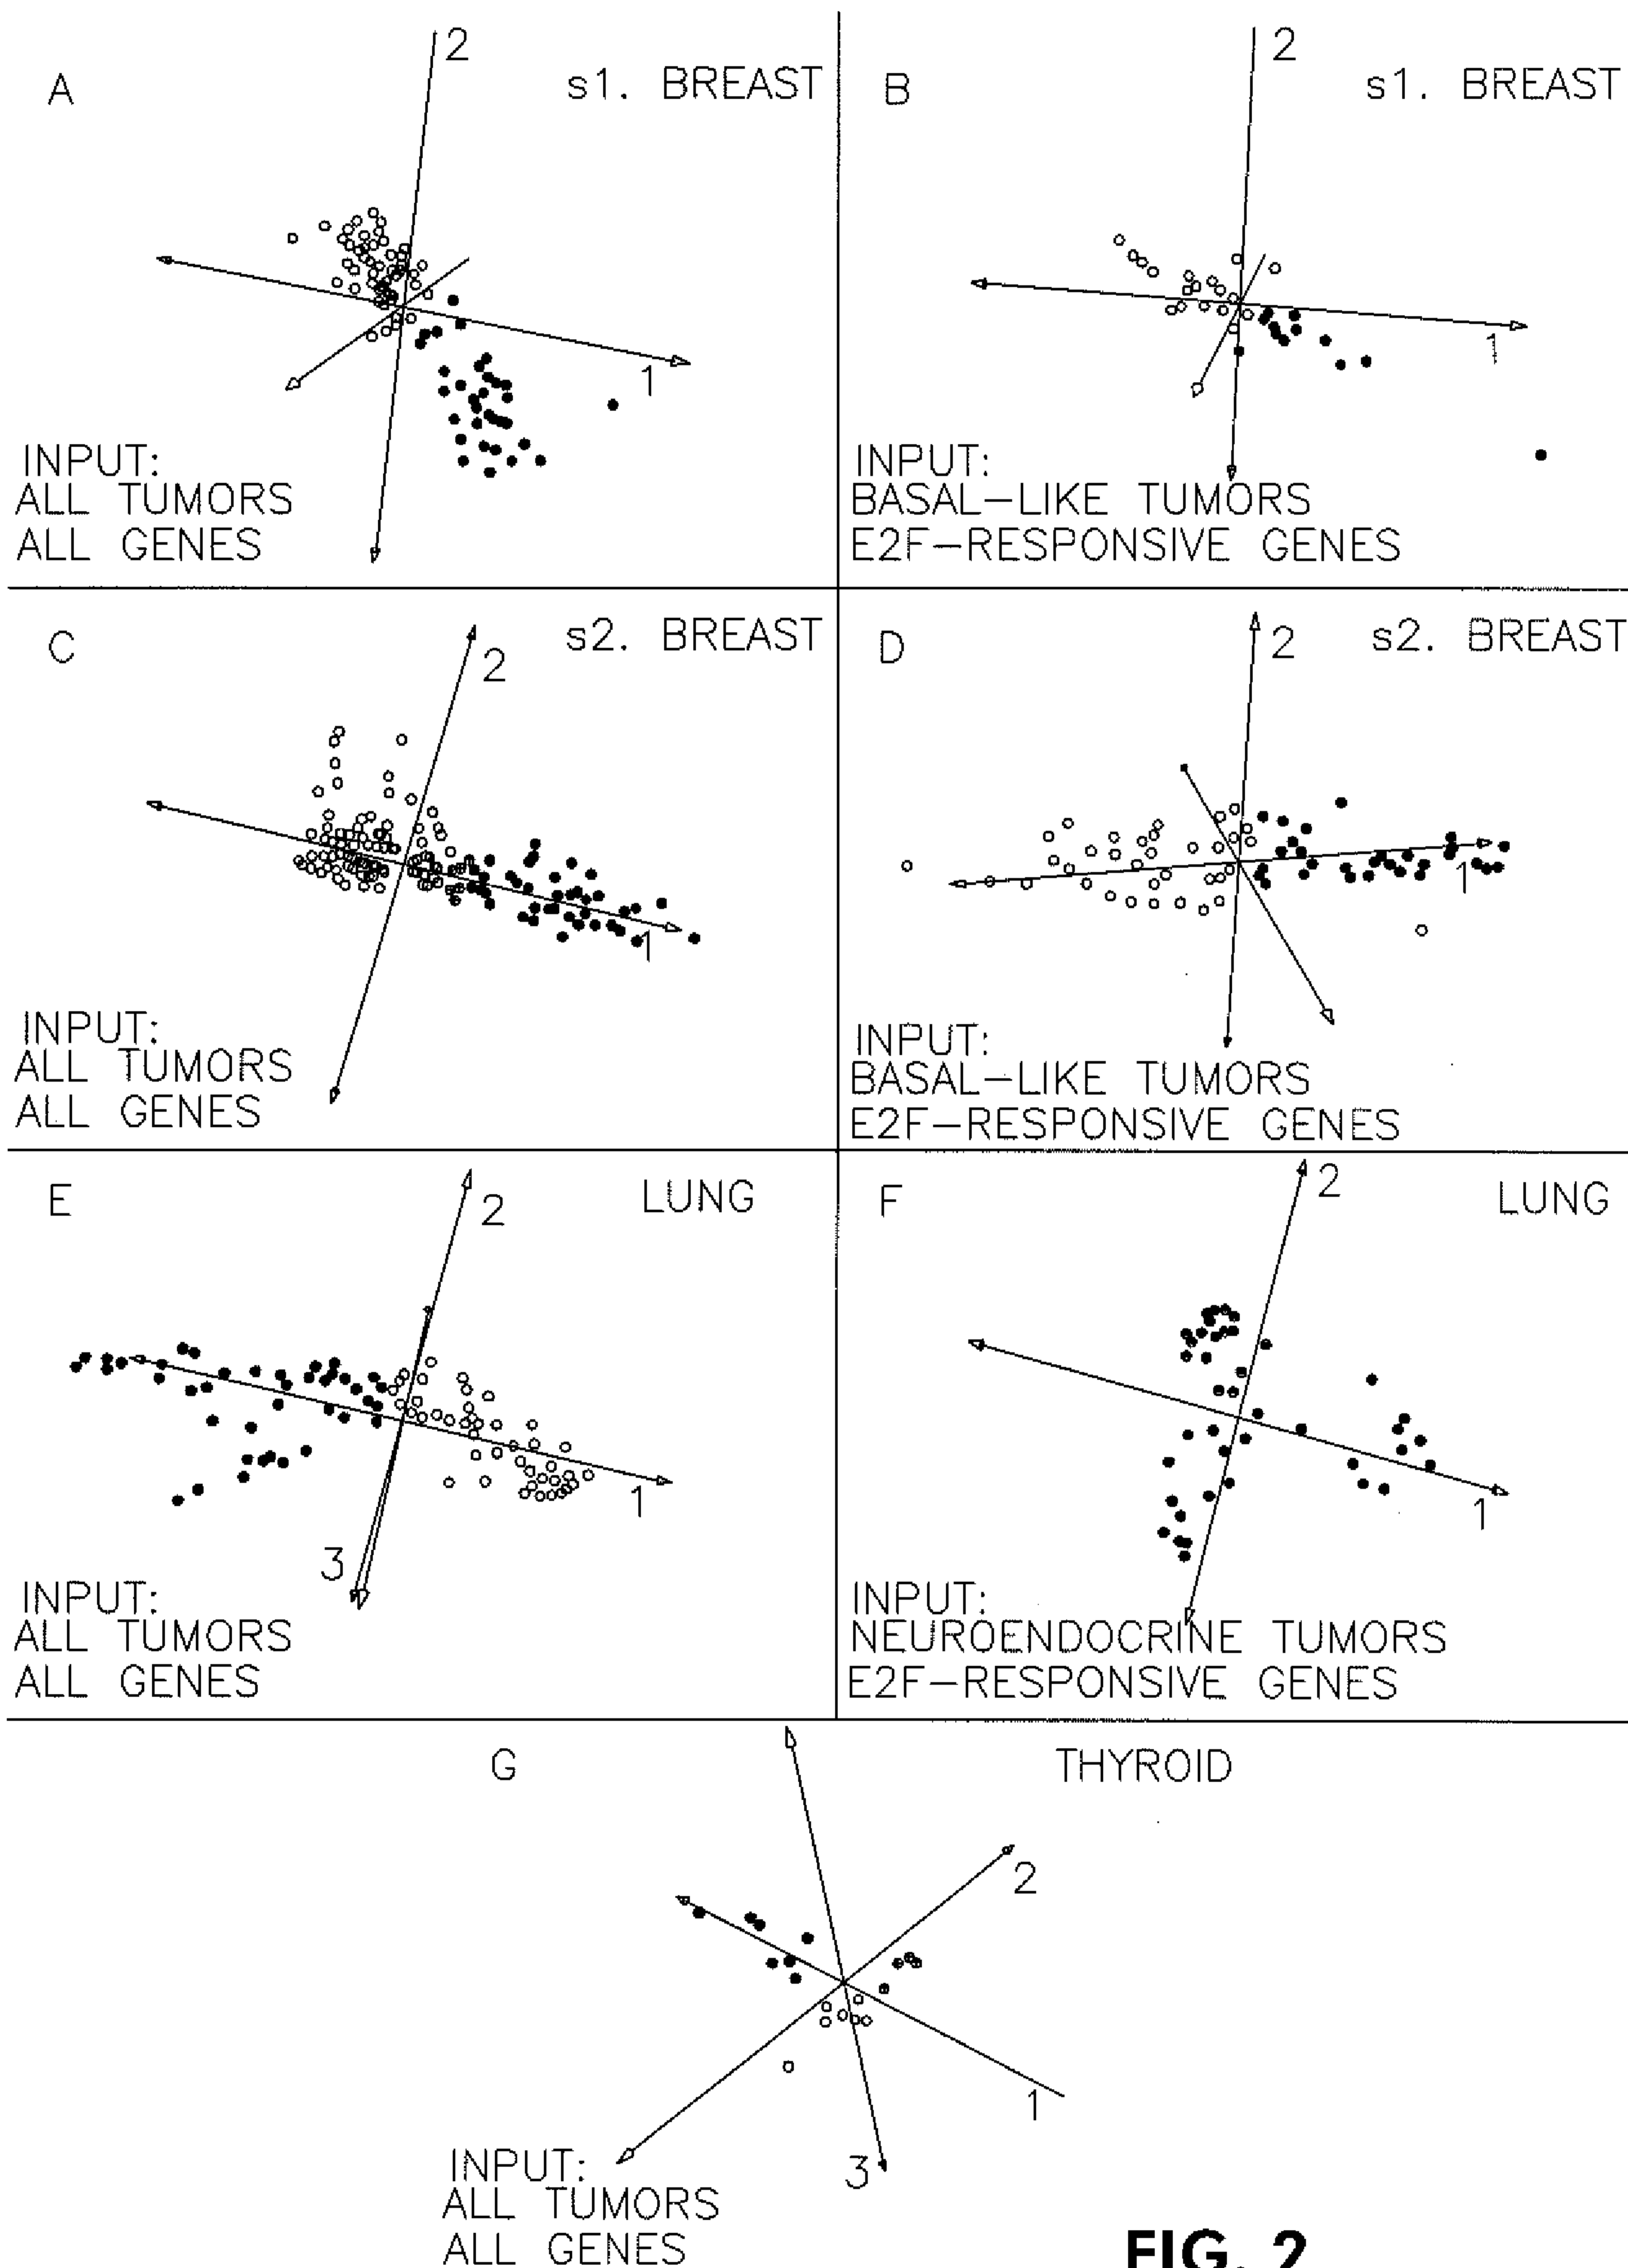 A
s1. BREAST
2
1
INPUT:
ALL TUMORS
ALL GENES
B
s1. BREAST
2
1
INPUT:
BASAL-LIKE TUMORS
E2F-RESPONSIVE GENES
C
s2. BREAST
2
1
INPUT:
ALL TUMORS
ALL GENES
D
s2. BREAST
2
1
INPUT:
BASAL-LIKE TUMORS
E2F-RESPONSIVE GENES
E
LUNG
2
1
3
INPUT:
ALL TUMORS
ALL GENES
F
LUNG
2
1
INPUT:
NEUROENDOCRINE TUMORS
E2F-RESPONSIVE GENES
G
THYROID
2
1
3
INPUT:
ALL TUMORS
ALL GENES
FIG. 2